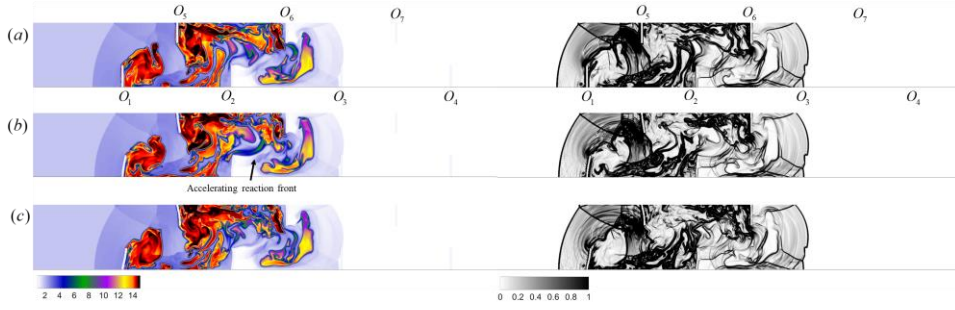 O5 O6 O7 O5 O6 O7
(a)
O1 O2 O3 O4 O1 O2 O3 O4
(b)
Accelerating reaction front
(c)
2 4 6 8 10 12 14 0 0.2 0.4 0.6 0.8 1